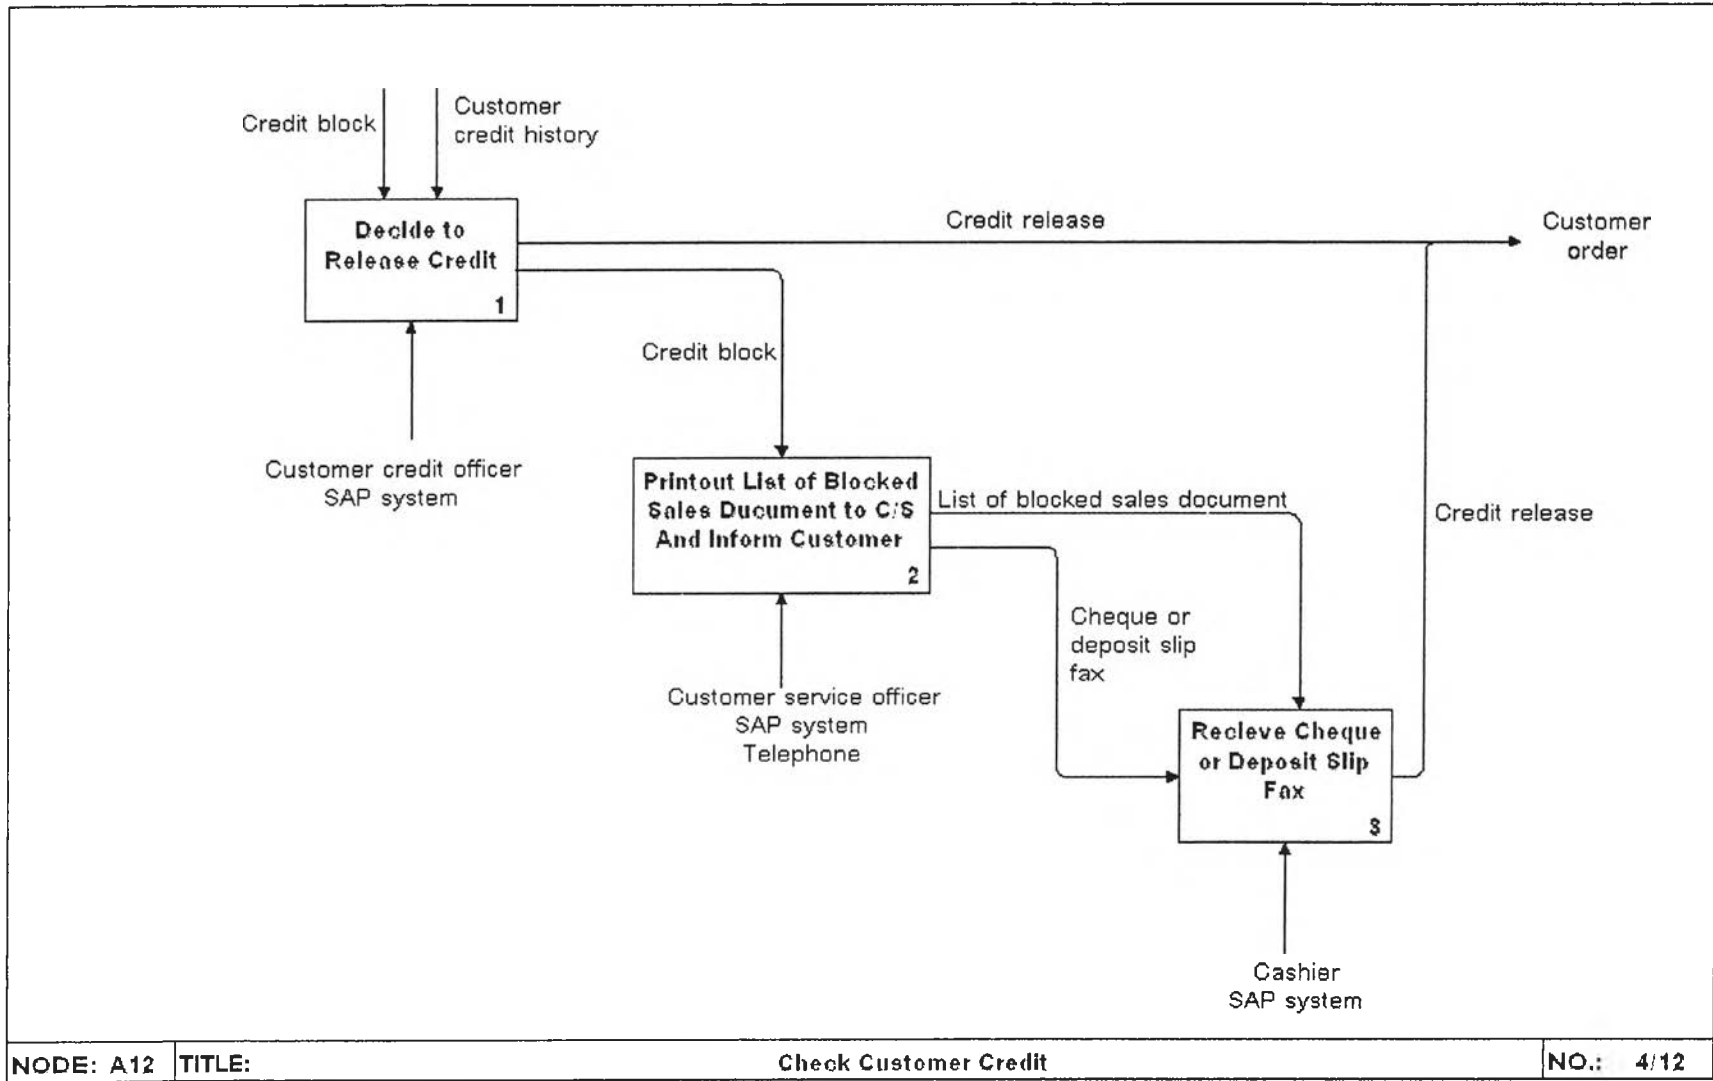 Credit block
Customer
credit history
Decide to
Release Credit
1
Credit release
Customer
order
Credit block
Customer credit officer
SAP system
Printout List of Blocked
Sales Ducument to C/S
And Inform Customer
2
List of blocked sales document
Credit release
Cheque or
deposit slip
fax
Customer service officer
SAP system
Telephone
Recieve Cheque
or Deposit Slip
Fax
3
Cashier
SAP system
NODE: A12
TITLE:
Check Customer Credit
NO.: 4/12